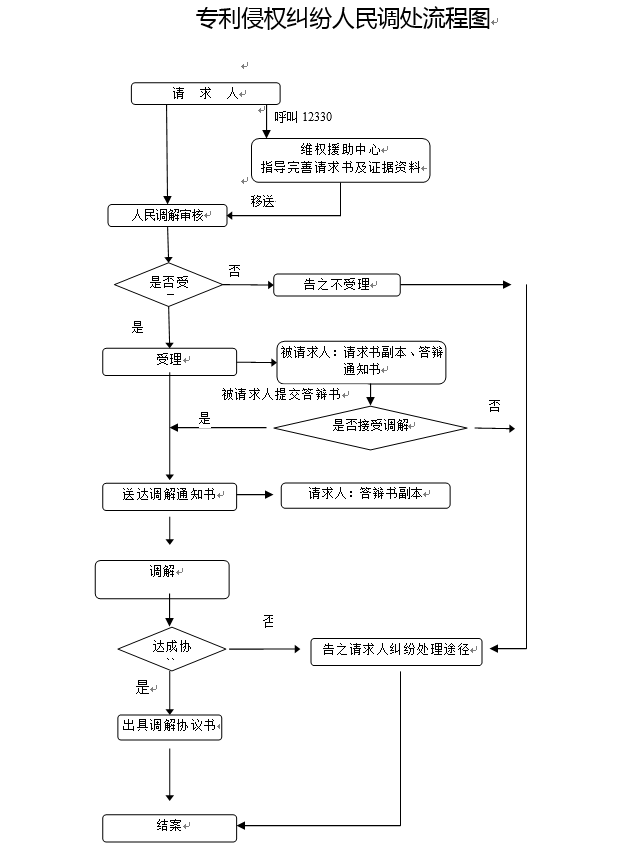 专利侵权纠纷人民调处流程图
请 求 人
呼叫 12330
维权援助中心
指导完善请求书及证据资料
移送
人民调解审核
是否受
否
告之不受理
是
受理
被请求人：请求书副本、答辩
通知书
被请求人提交答辩书
是
是否接受调解
否
送达调解通知书
请求人：答辩书副本
调解
否
达成协
告之请求人纠纷处理途径
是
出具调解协议书
结案